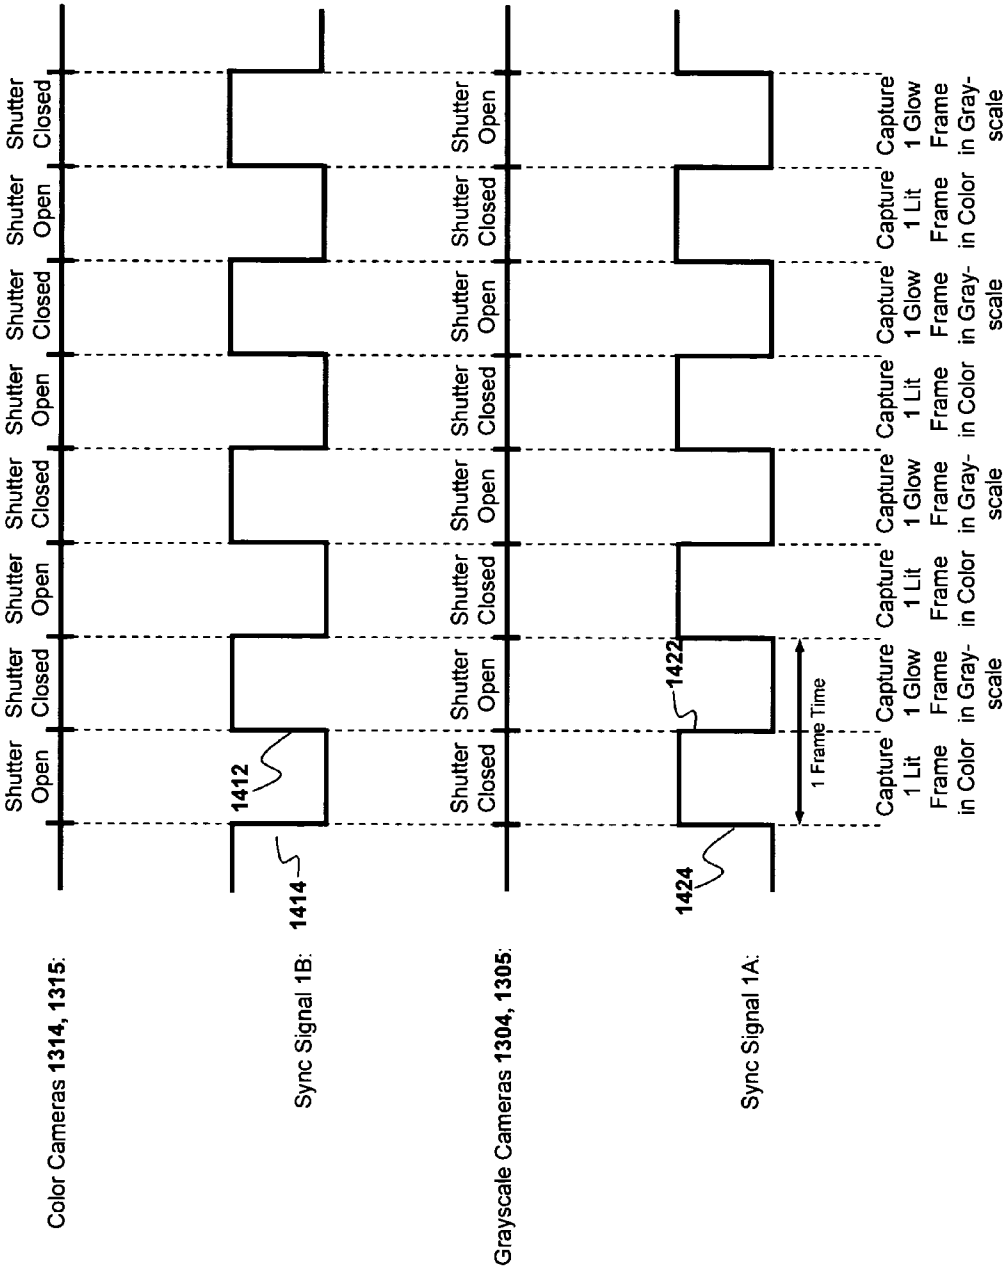 Color Cameras 1314, 1315:
Shutter
Open
Shutter
Closed
Shutter
Open
Shutter
Closed
Shutter
Open
Shutter
Closed
Shutter
Open
Shutter
Closed
Sync Signal 1B:
1414
1412
Grayscale Cameras 1304, 1305:
Shutter
Closed
Shutter
Open
Shutter
Closed
Shutter
Open
Shutter
Closed
Shutter
Open
Shutter
Closed
Shutter
Open
Sync Signal 1A:
1424
1422
1 Frame Time
Capture
1 Lit
Frame
in Color
Capture
1 Glow
Frame
in Gray-
scale
Capture
1 Lit
Frame
in Color
Capture
1 Glow
Frame
in Gray-
scale
Capture
1 Lit
Frame
in Color
Capture
1 Glow
Frame
in Gray-
scale
Capture
1 Lit
Frame
in Color
Capture
1 Glow
Frame
in Gray-
scale